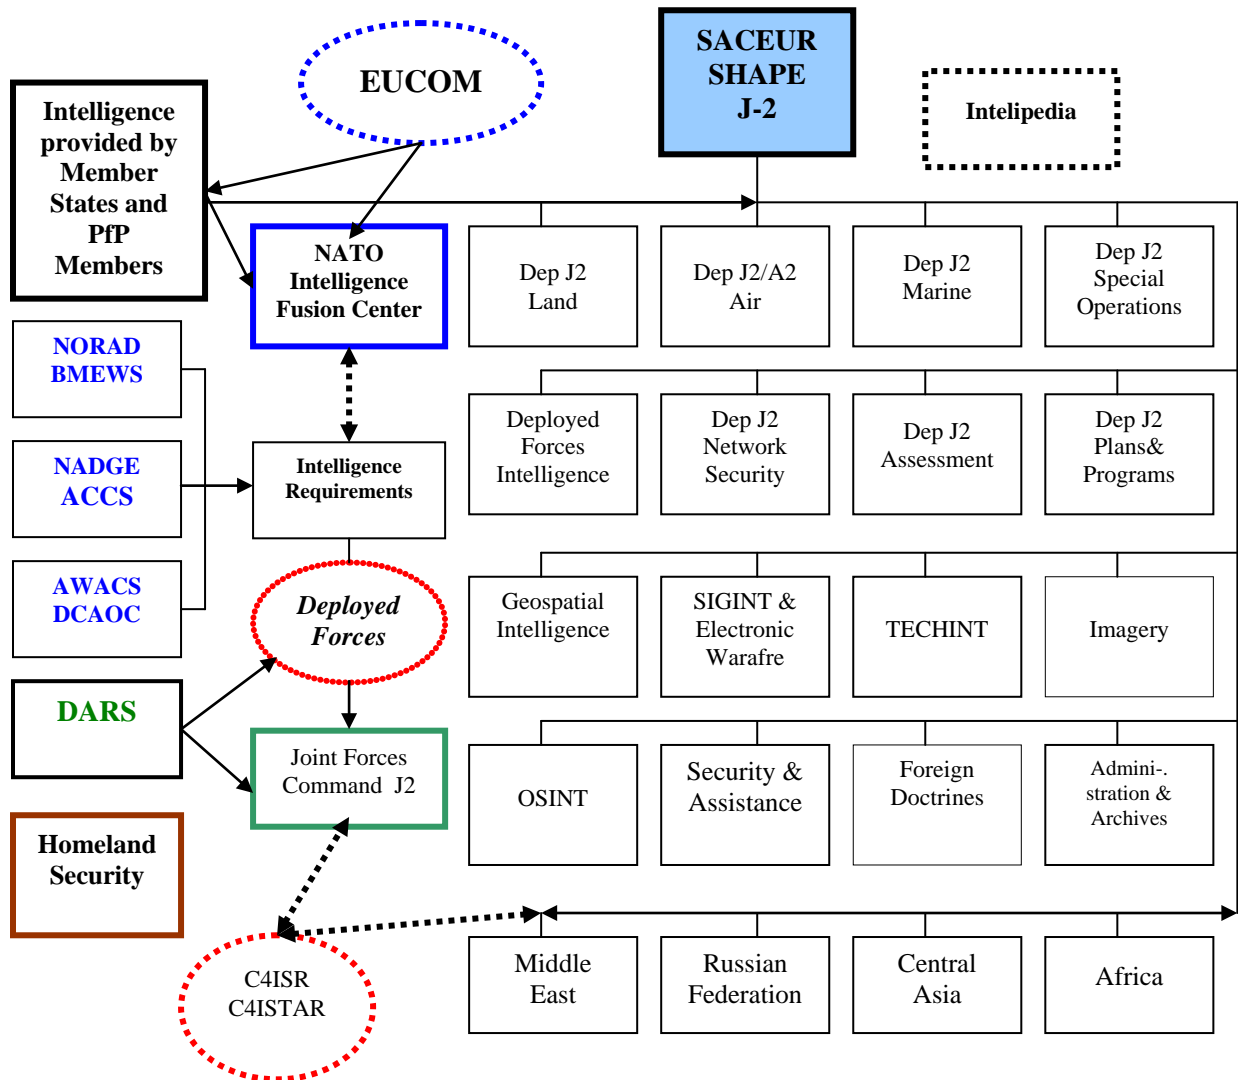 EUCOM
SACEUR
SHAPE
J-2
Intelipedia
Intelligence
provided by
Member
States and
PfP
Members
NATO
Intelligence
Fusion Center
Dep J2
Land
Dep J2/A2
Air
Dep J2
Marine
Dep J2
Special
Operations
NORAD
BMEWS
NADGE
ACCS
AWACS
DCAOC
Intelligence
Requirements
Deployed
Forces
Intelligence
Dep J2
Network
Security
Dep J2
Assessment
Dep J2
Plans&
Programs
Deployed
Forces
Geospatial
Intelligence
SIGINT &
Electronic
Warafre
TECHINT
Imagery
DARS
Joint Forces
Command J2
OSINT
Security &
Assistance
Foreign
Doctrines
Admini-.
stration &
Archives
Homeland
Security
C4ISR
C4ISTAR
Middle
East
Russian
Federation
Central
Asia
Africa